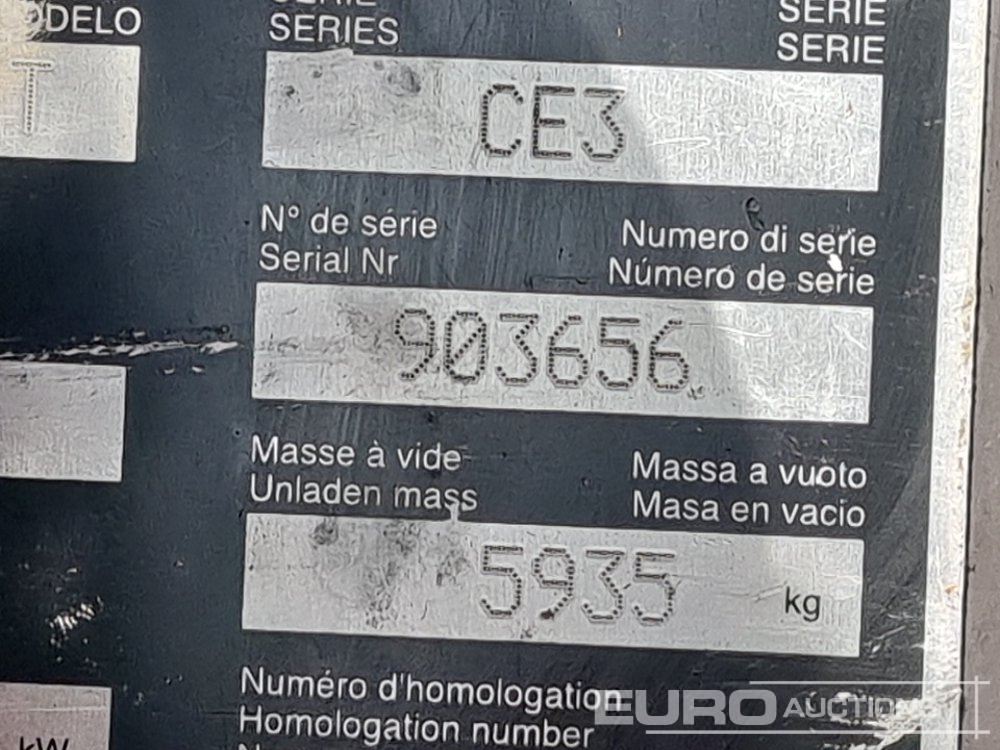 SERIE
SERIES
SERIE
SERIE
ODELO
T
CE3
N° de série
Serial Nr
Numero di serie
Número de serie
903656
Masse à vide
Unladen mass
Massa a vuoto
Masa en vacio
5935 kg
Numéro d'homologation
Homologation number
kW
EURO AUCTIONS